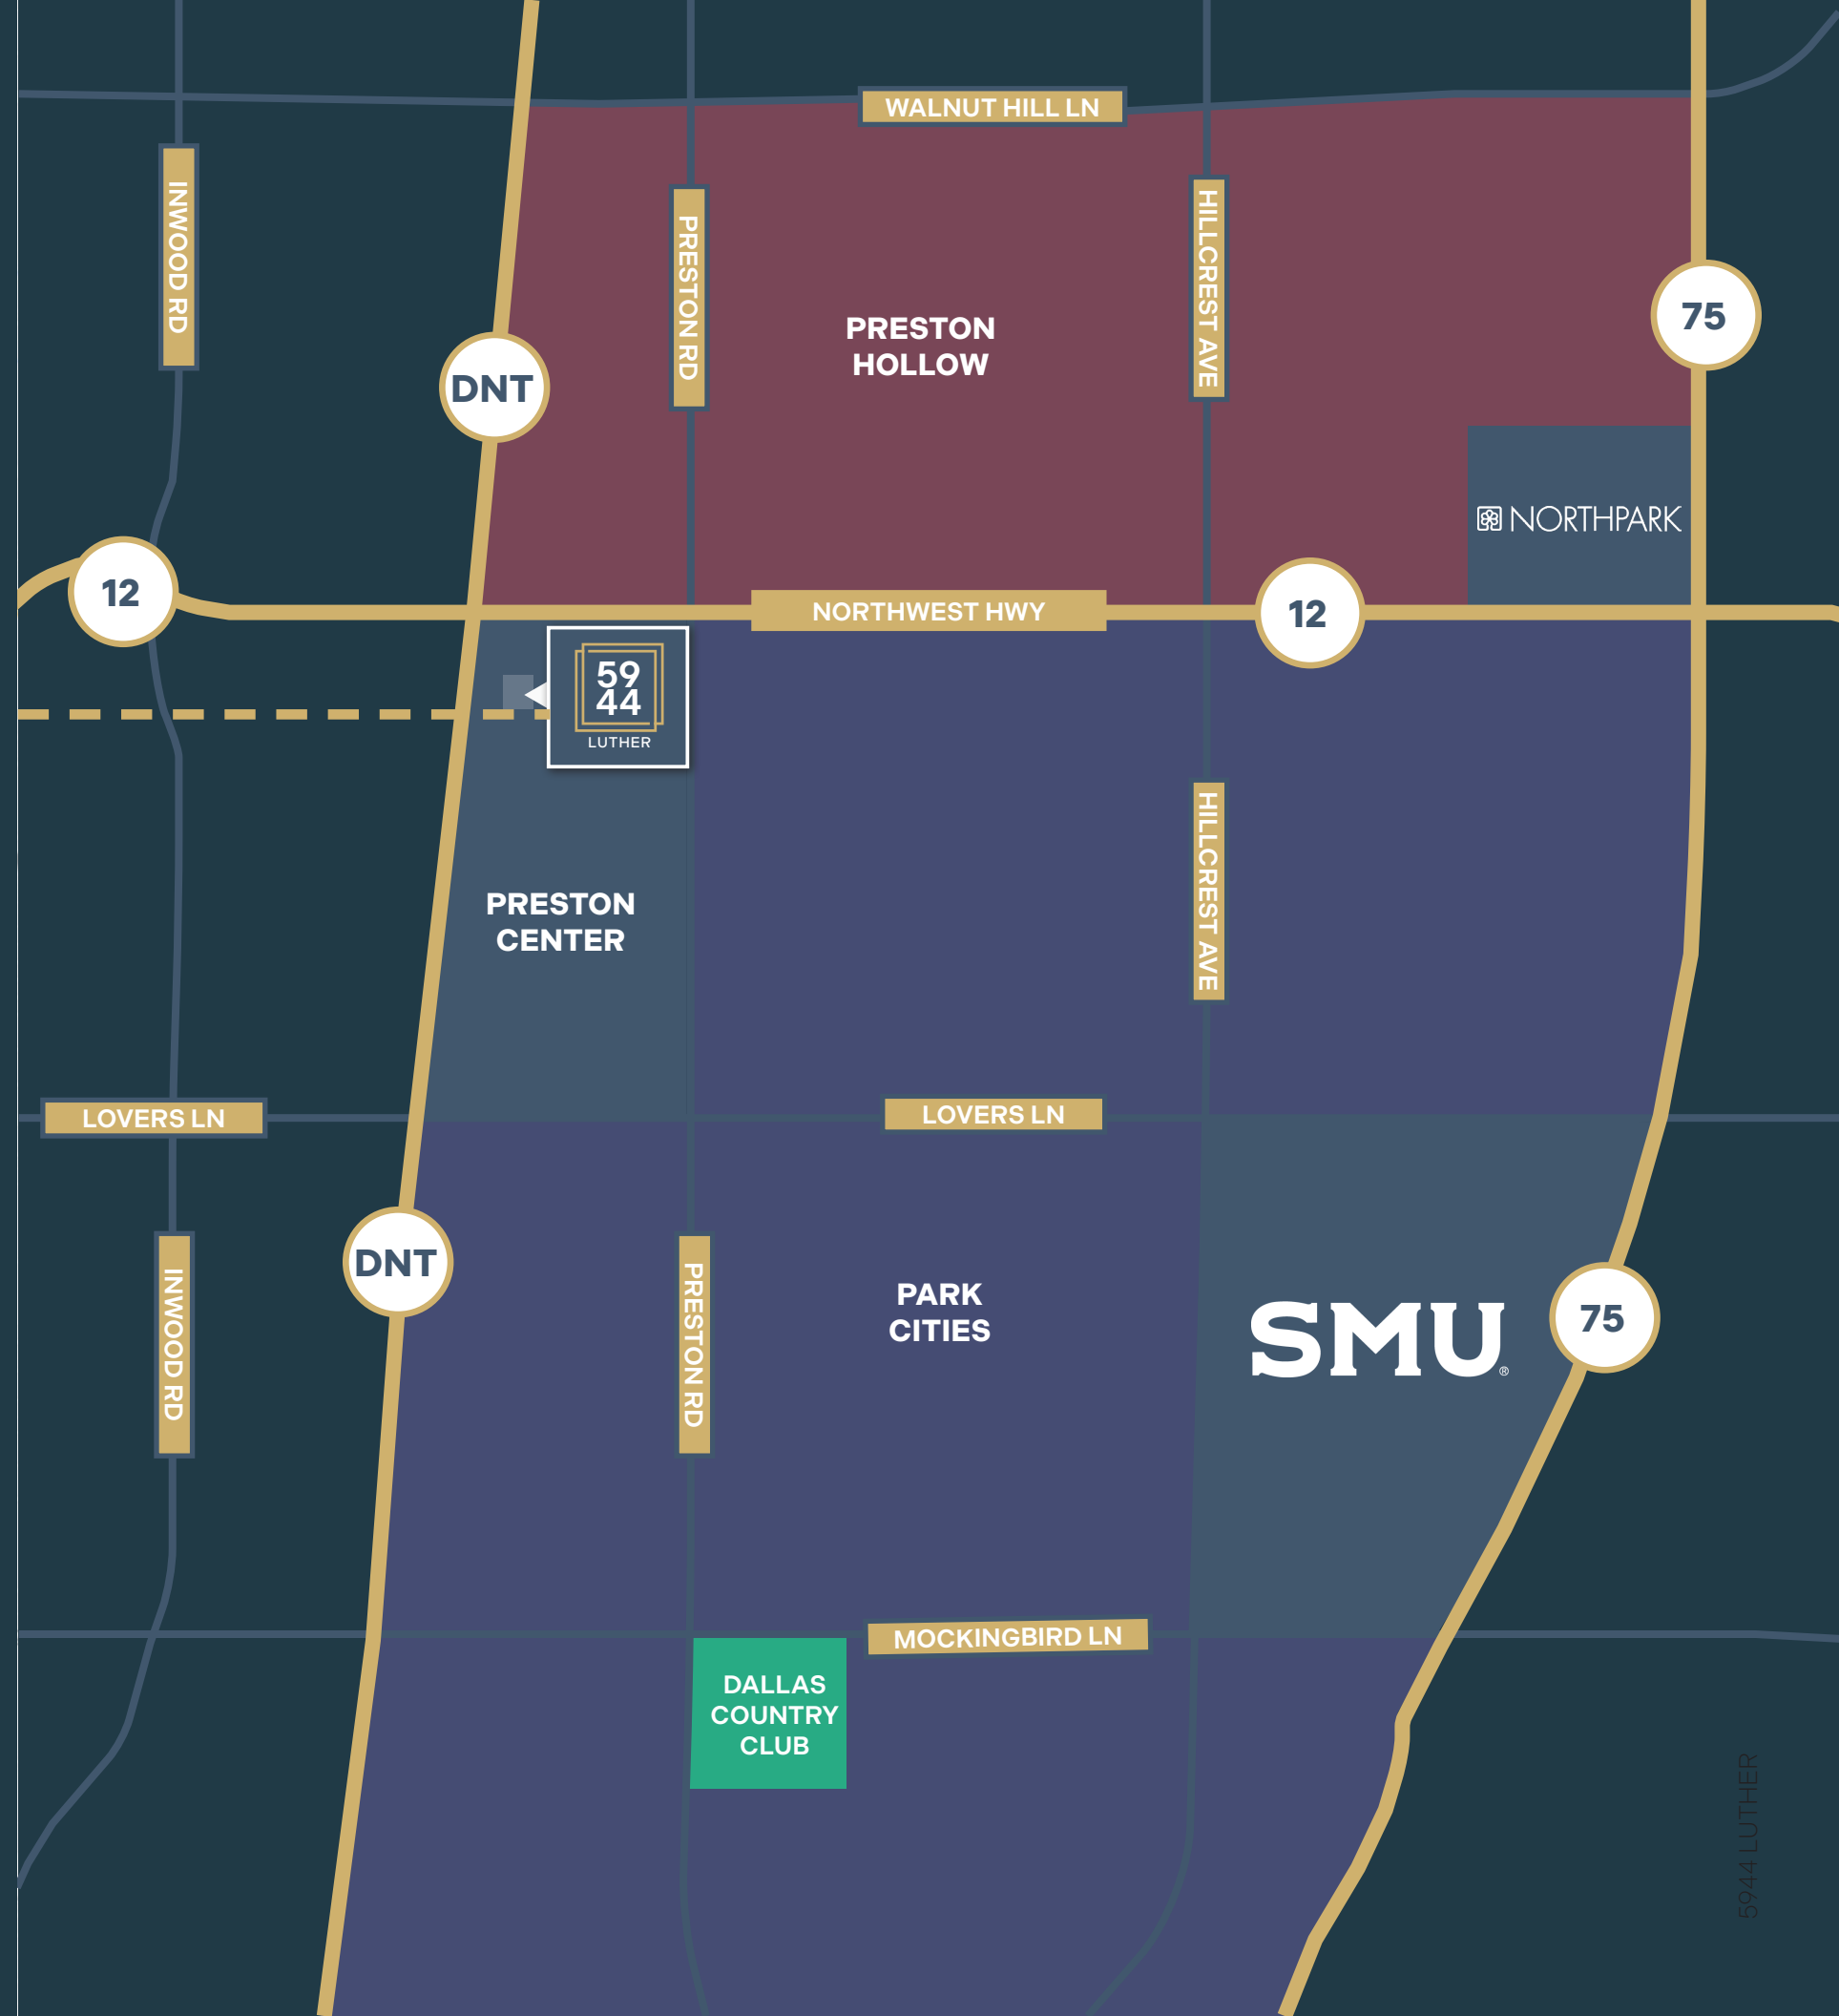 WALNUT HILL LN
INWOOD RD
PRESTON RD
HILLCREST AVE
75
PRESTON
HOLLOW
DNT
NORTHPARK
12
NORTHWEST HWY
12
59
44
LUTHER
HILLCREST AVE
PRESTON
CENTER
LOVERS LN
LOVERS LN
DNT
INWOOD RD
PRESTON RD
PARK
CITIES
SMU®
75
MOCKINGBIRD LN
DALLAS
COUNTRY
CLUB
5944 LUTHER